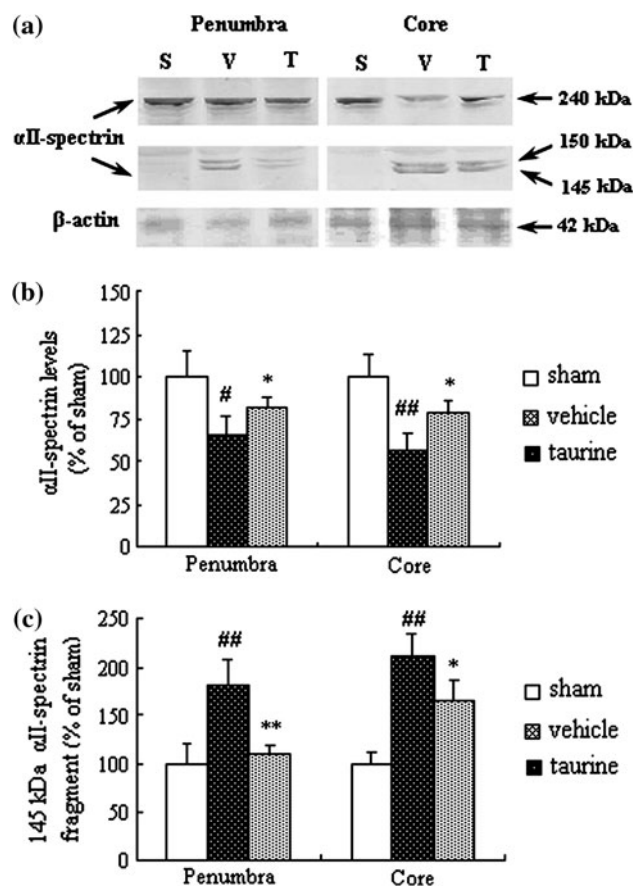 (a)
Penumbra Core
S V T S V T
αII-spectrin
240 kDa
150 kDa
145 kDa
β-actin
42 kDa
(b)
αII-spectrin levels
(% of sham)
150
125
100
75
50
25
0
# * ## *
Penumbra Core
sham
vehicle
taurine
(c)
145 kDa αII-spectrin
fragment (% of sham)
250
200
150
100
50
0
## ** ## *
Penumbra Core
sham
vehicle
taurine